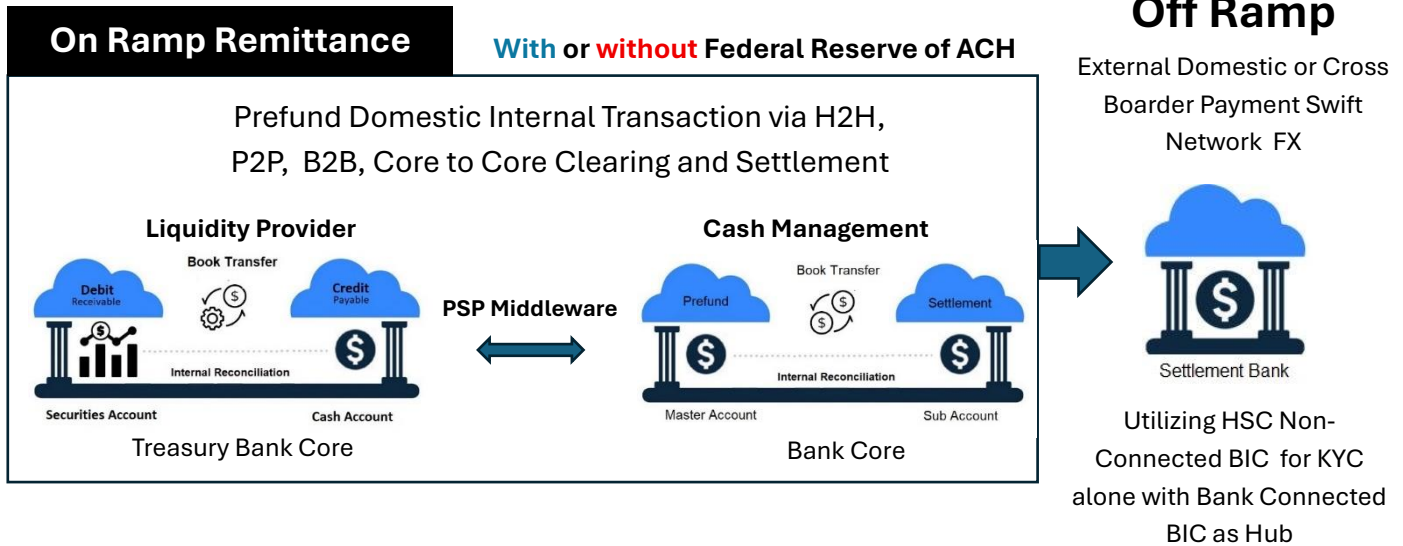 On Ramp Remittance
With or without Federal Reserve of ACH
Prefund Domestic Internal Transaction via H2H,
P2P, B2B, Core to Core Clearing and Settlement
Liquidity Provider
Book Transfer
Debit
Receivable
Credit
Payable
Internal Reconciliation
Securities Account
Cash Account
Treasury Bank Core
PSP Middleware
Cash Management
Book Transfer
Prefund
Settlement
Internal Reconciliation
Master Account
Sub Account
Bank Core
Off Ramp
External Domestic or Cross
Boarder Payment Swift
Network FX
Settlement Bank
Utilizing HSC Non-
Connected BIC for KYC
alone with Bank Connected
BIC as Hub